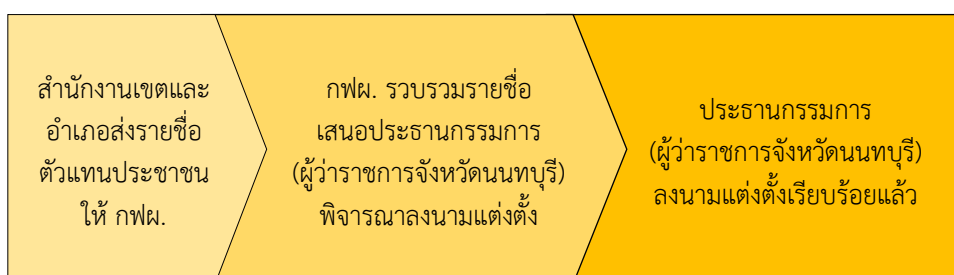 สำนักงานเขตและ
อำเภอส่งรายชื่อ
ตัวแทนประชาชน
ให้ กฟผ.
กฟผ. รวบรวมรายชื่อ
เสนอประธานกรรมการ
(ผู้ว่าราชการจังหวัดนนทบุรี)
พิจารณาลงนามแต่งตั้ง
ประธานกรรมการ
(ผู้ว่าราชการจังหวัดนนทบุรี)
ลงนามแต่งตั้งเรียบร้อยแล้ว